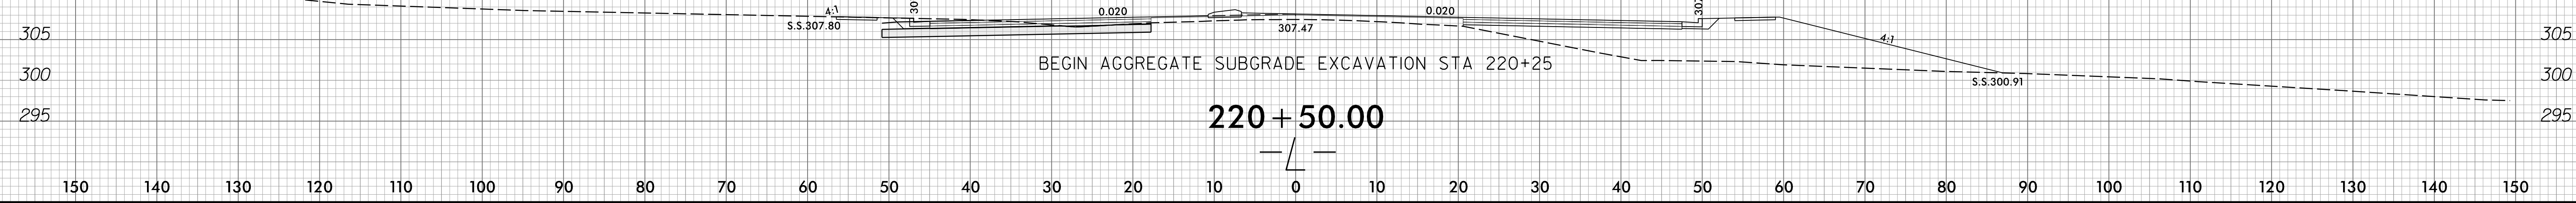 4:1 30 0.020 0.020 30
S.S.307.80 307.47
305 4:1 305
BEGIN AGGREGATE SUBGRADE EXCAVATION STA 220+25
300 300
S.S.300.91
295 220+50.00 295
-L-
150 140 130 120 110 100 90 80 70 60 50 40 30 20 10 0 10 20 30 40 50 60 70 80 90 100 110 120 130 140 150